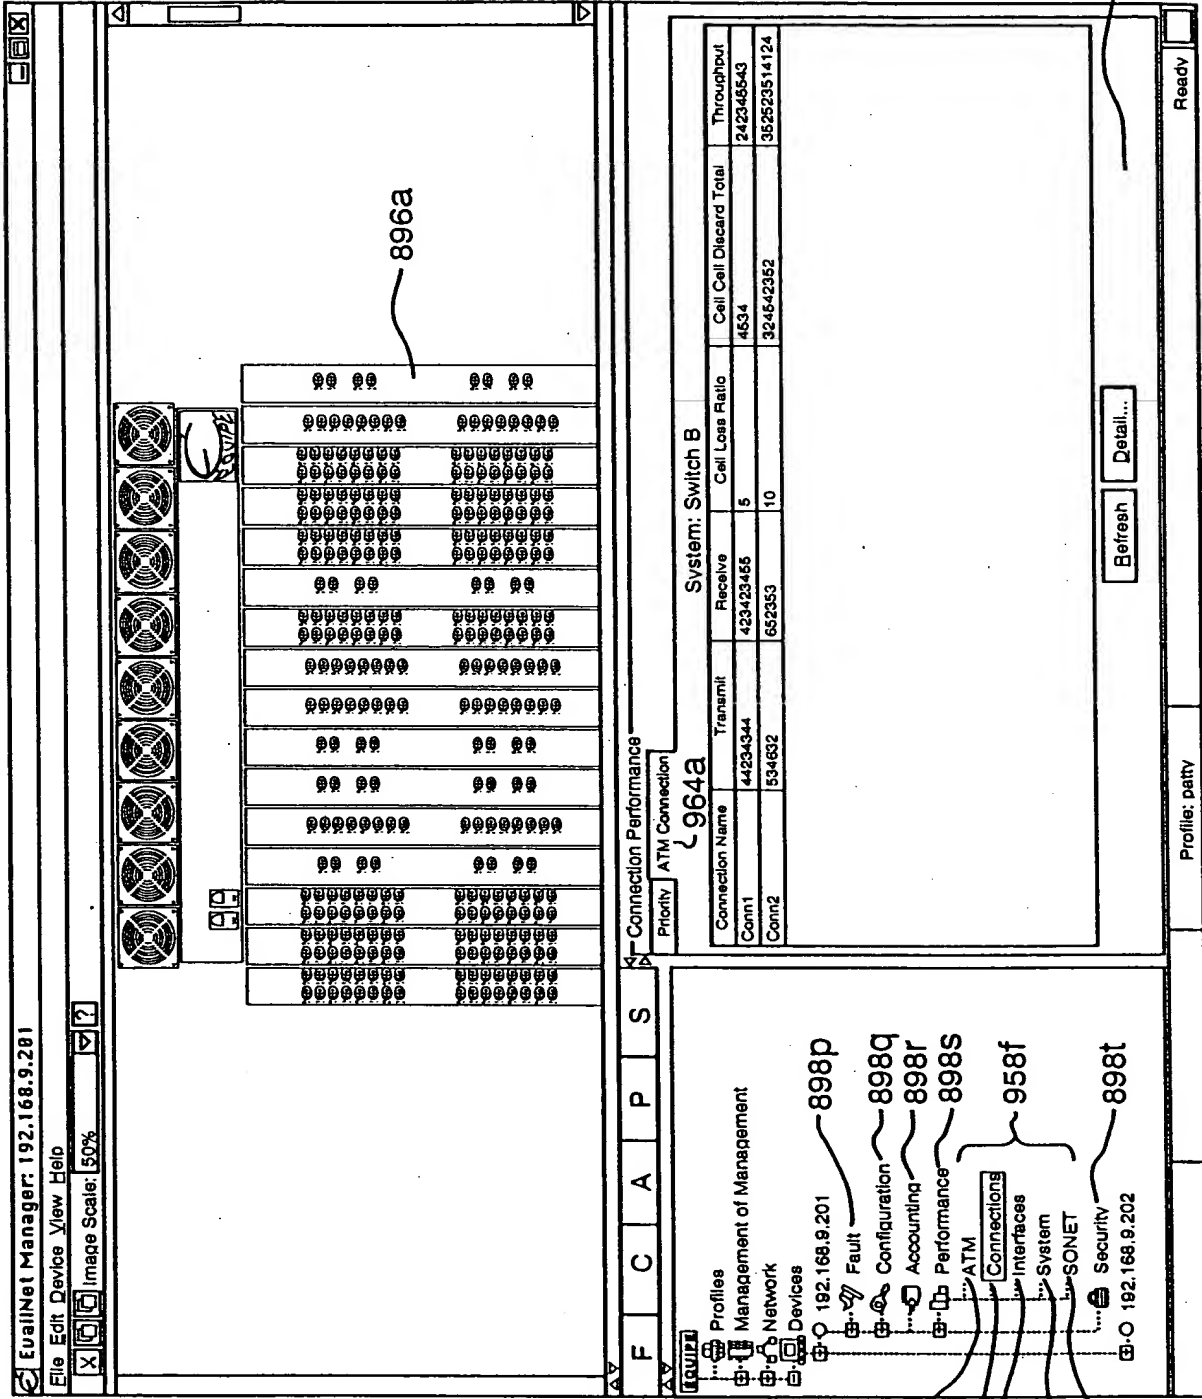 EualNet Manager: 192.168.9.201
File Edit Device View Help
Image Scale: 50% ?
EQUIPE
896a
F C A P S
EQUIPE
Profiles
Management of Management
Network
Devices
192.168.9.201
898p
Fault
Configuration 898q
Accounting 898r
Performance 898s
ATM
Connections
Interfaces
System
SONET
958f
Security 898t
192.168.9.202
Connection Performance
Priority ATM Connection
964a
System: Switch B
Connection Name Transmit Receive Cell Loss Ratio Cell Cell Discard Total Throughput
Conn1 44234344 423423455 5 4534 242345543
Conn2 534632 652353 10 324542352 352523514124
Refresh Detail...
Profile: patty Ready